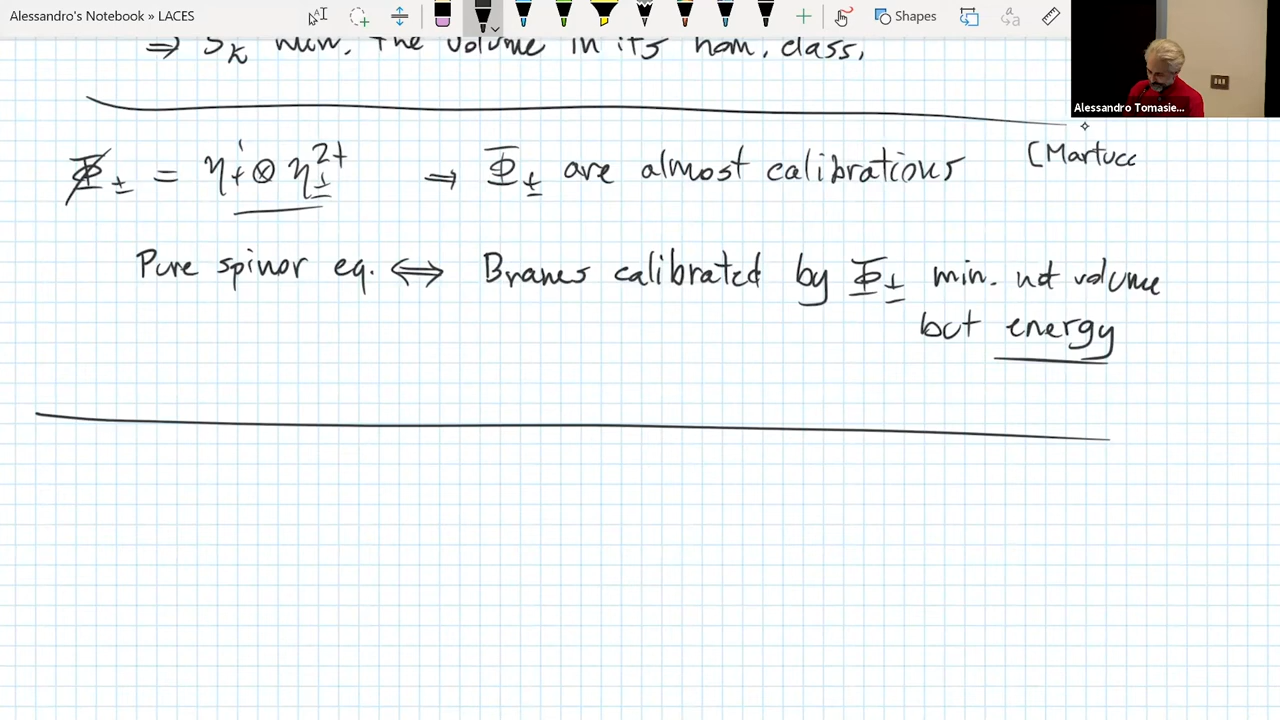 Alessandro's Notebook » LACES
Shapes
⇒ Sk min. the volume in its hom. class.
Alessandro Tomasie...
Φ̸± = η¹₊ ⊗ η²†± ⇒ Φ± are almost calibrations [Martucc
Pure spinor eq. ⟺ Branes calibrated by Φ± min. not volume
but energy